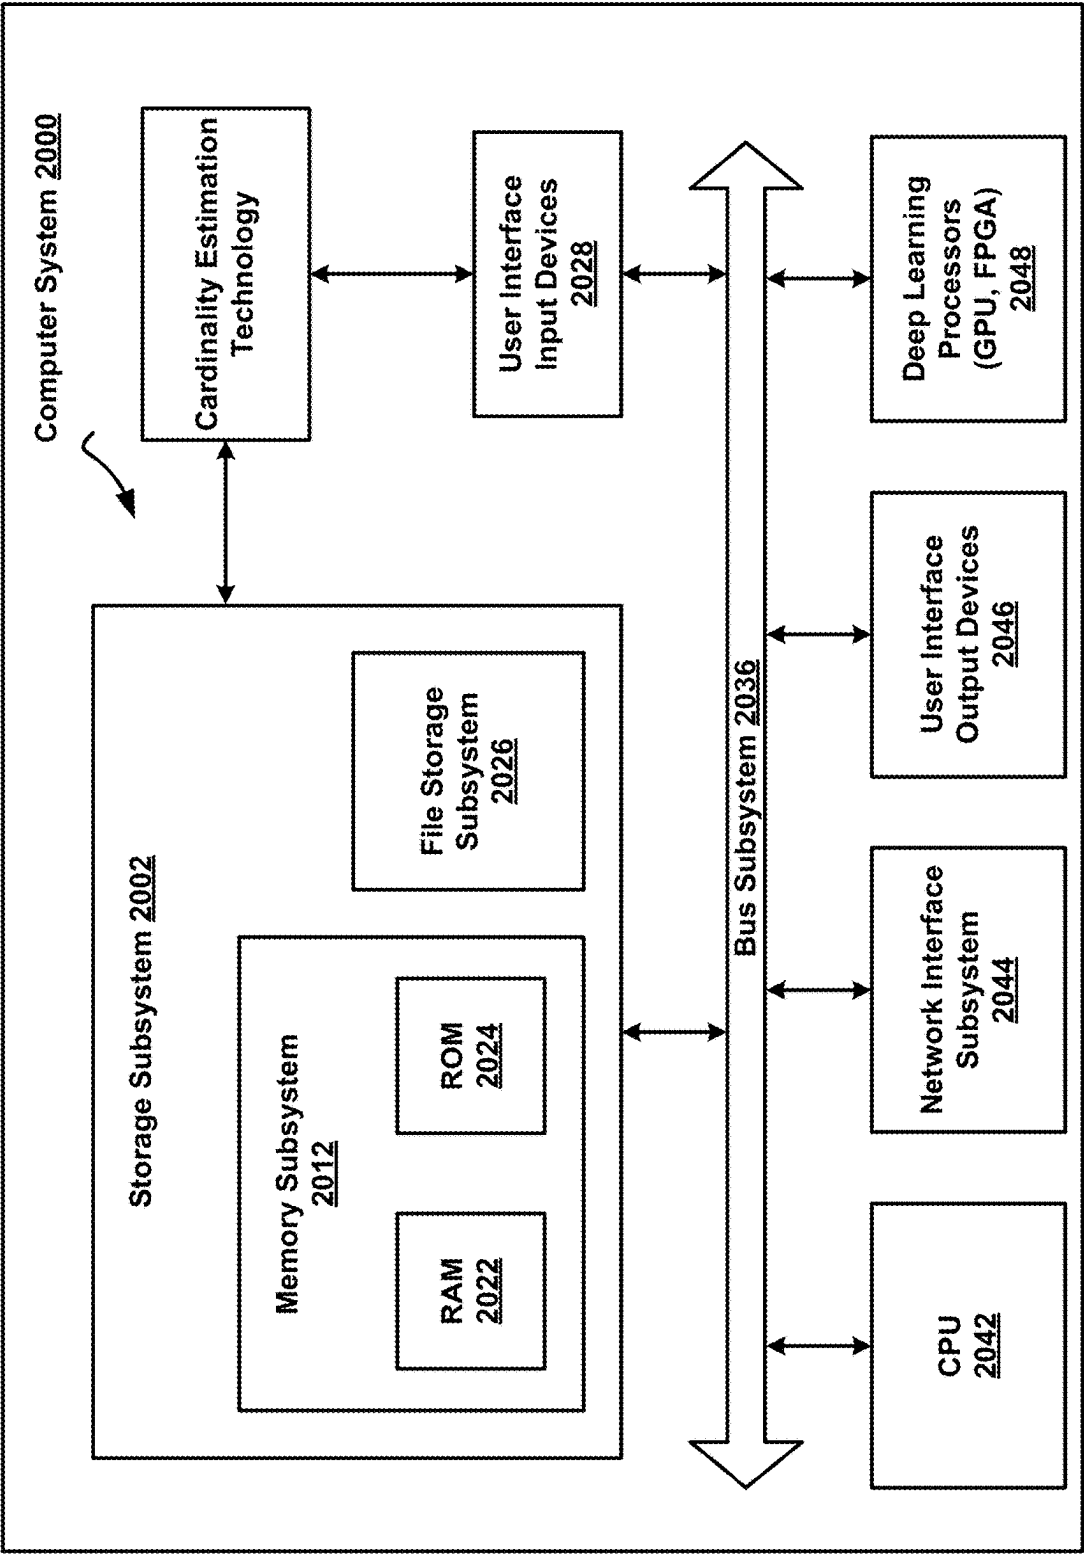 Computer System 2000
Storage Subsystem 2002
Cardinality Estimation
Technology
Memory Subsystem
2012
File Storage
Subsystem
2026
RAM
2022
ROM
2024
User Interface
Input Devices
2028
Bus Subsystem 2036
CPU
2042
Network Interface
Subsystem
2044
User Interface
Output Devices
2046
Deep Learning
Processors
(GPU, FPGA)
2048